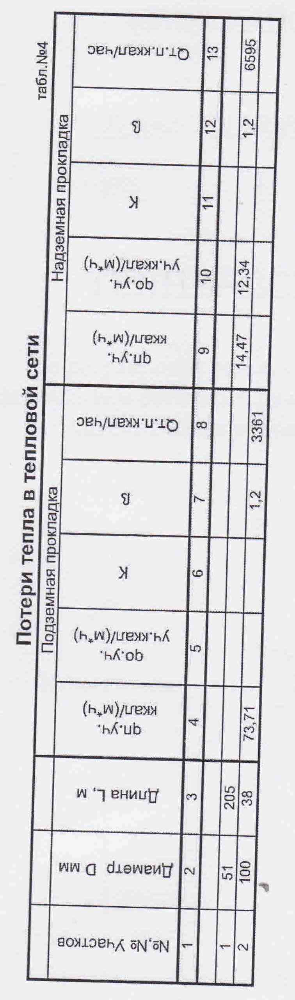 табл.№4
Потери тепла в тепловой сети
Подземная прокладка Надземная прокладка
№,№ Участков Диаметр D мм Длина L, м qп.уч. ккал/(м*ч) qо.уч. уч.ккал/(м*ч) К ß Qт.п.ккал/час qп.уч. ккал/(м*ч) qо.уч. уч.ккал/(м*ч) К ß Qт.п.ккал/час
1 2 3 4 5 6 7 8 9 10 11 12 13
1 51 205 14,47 12,34 1,2 6595
2 100 38 73,71 1,2 3361